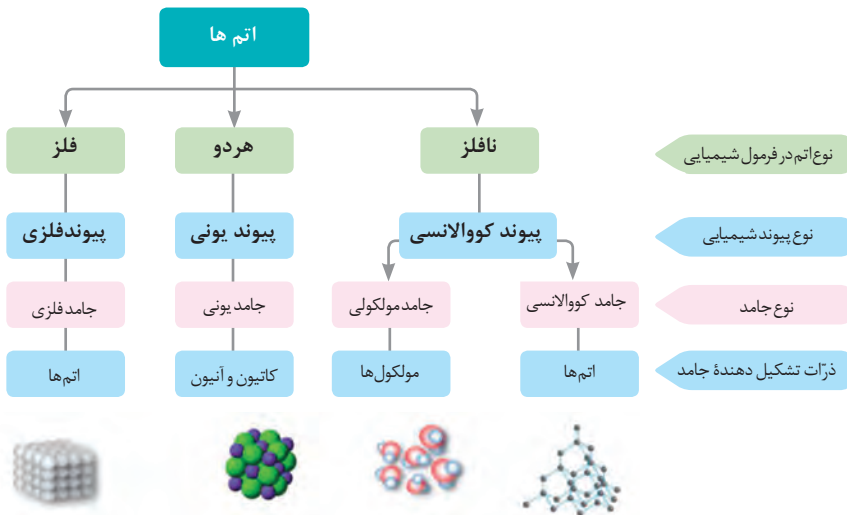 اتم ها
نوع اتم در فرمول شیمیایی
نافلز
هردو
فلز
نوع پیوند شیمیایی
پیوند کووالانسی
پیوند یونی
پیوند فلزی
نوع جامد
جامد کووالانسی
جامد مولکولی
جامد یونی
جامد فلزی
ذرّات تشکیل دهندهٔ جامد
اتم‌ها
مولکول‌ها
کاتیون و آنیون
اتم‌ها